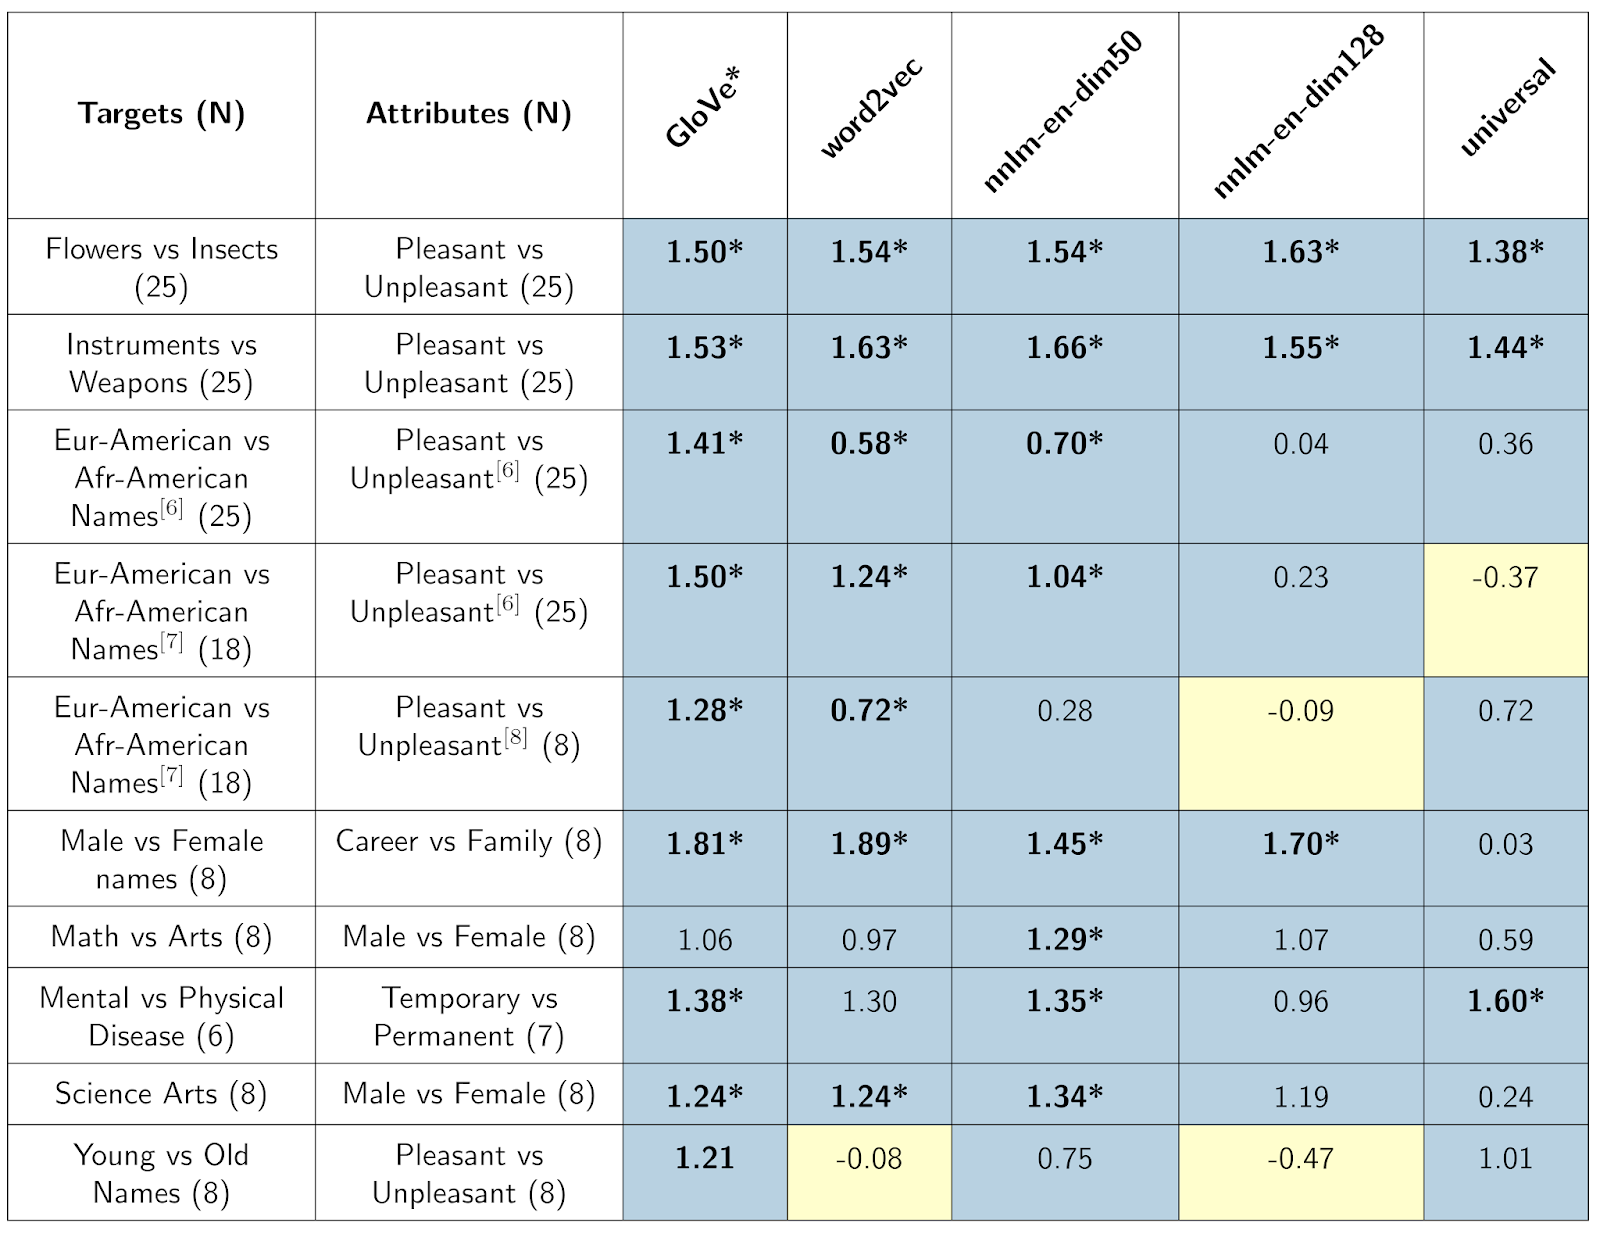 Targets (N) Attributes (N) GloVe* word2vec nnlm-en-dim50 nnlm-en-dim128 universal
Flowers vs Insects Pleasant vs 1.50* 1.54* 1.54* 1.63* 1.38*
(25) Unpleasant (25)
Instruments vs Pleasant vs 1.53* 1.63* 1.66* 1.55* 1.44*
Weapons (25) Unpleasant (25)
Eur-American vs Pleasant vs 1.41* 0.58* 0.70* 0.04 0.36
Afr-American Unpleasant[6] (25)
Names[6] (25)
Eur-American vs Pleasant vs 1.50* 1.24* 1.04* 0.23 -0.37
Afr-American Unpleasant[6] (25)
Names[7] (18)
Eur-American vs Pleasant vs 1.28* 0.72* 0.28 -0.09 0.72
Afr-American Unpleasant[8] (8)
Names[7] (18)
Male vs Female Career vs Family (8) 1.81* 1.89* 1.45* 1.70* 0.03
names (8)
Math vs Arts (8) Male vs Female (8) 1.06 0.97 1.29* 1.07 0.59
Mental vs Physical Temporary vs 1.38* 1.30 1.35* 0.96 1.60*
Disease (6) Permanent (7)
Science Arts (8) Male vs Female (8) 1.24* 1.24* 1.34* 1.19 0.24
Young vs Old Pleasant vs 1.21 -0.08 0.75 -0.47 1.01
Names (8) Unpleasant (8)